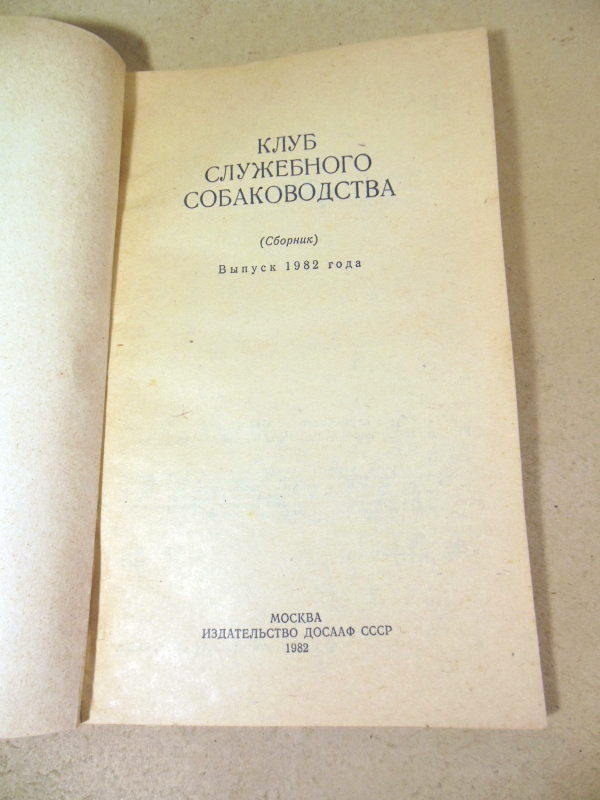 КЛУБ
СЛУЖЕБНОГО
СОБАКОВОДСТВА
(Сборник)
Выпуск 1982 года
МОСКВА
ИЗДАТЕЛЬСТВО ДОСААФ СССР
1982